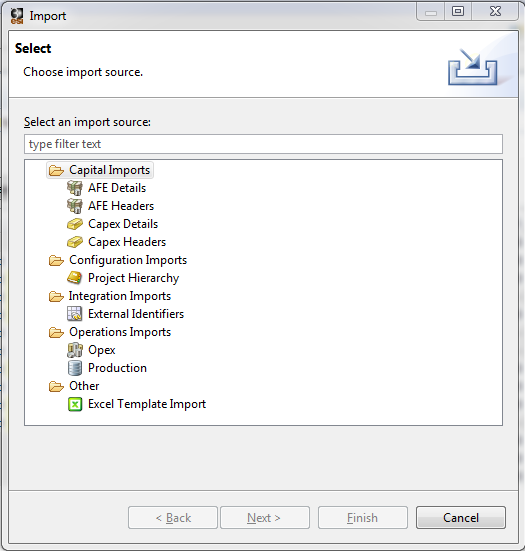 Import
Select
Choose import source.
Select an import source:
type filter text
Capital Imports
AFE Details
AFE Headers
Capex Details
Capex Headers
Configuration Imports
Project Hierarchy
Integration Imports
External Identifiers
Operations Imports
Opex
Production
Other
Excel Template Import
< Back Next > Finish Cancel